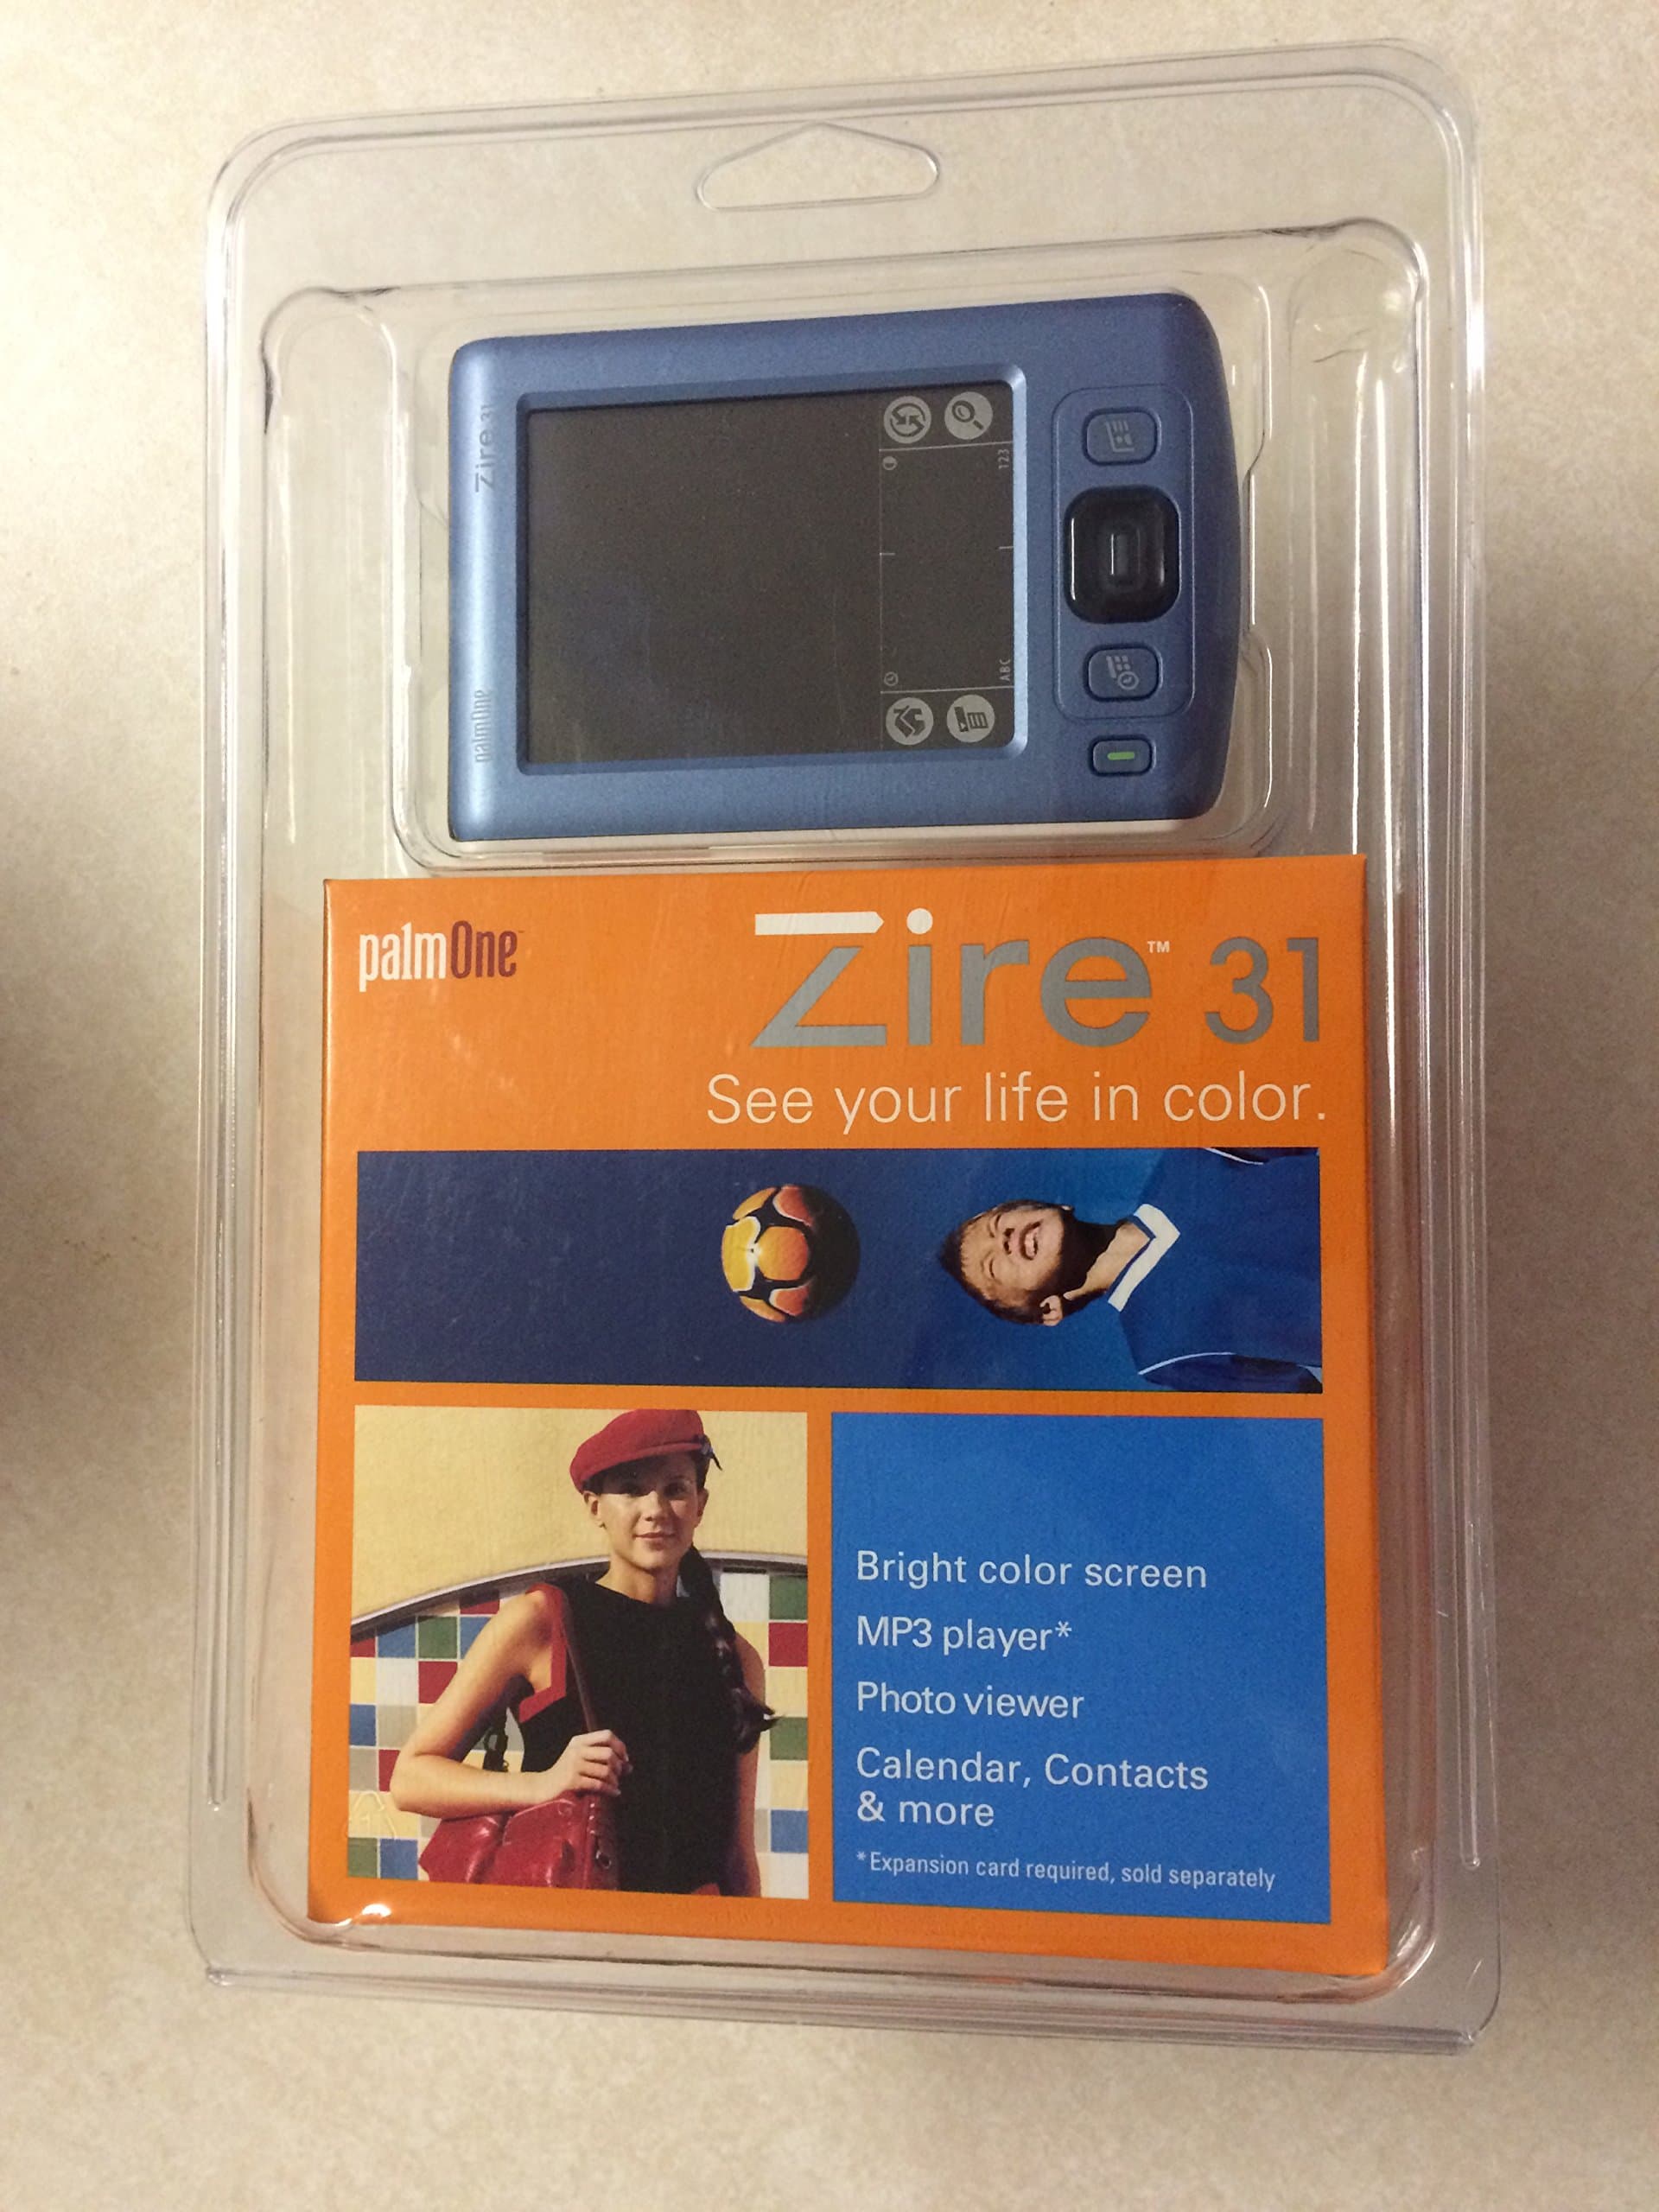 palmOne
Zire 31
ABC
123
palmOne™
Zire™ 31
See your life in color.
Bright color screen
MP3 player*
Photo viewer
Calendar, Contacts
& more
*Expansion card required, sold separately